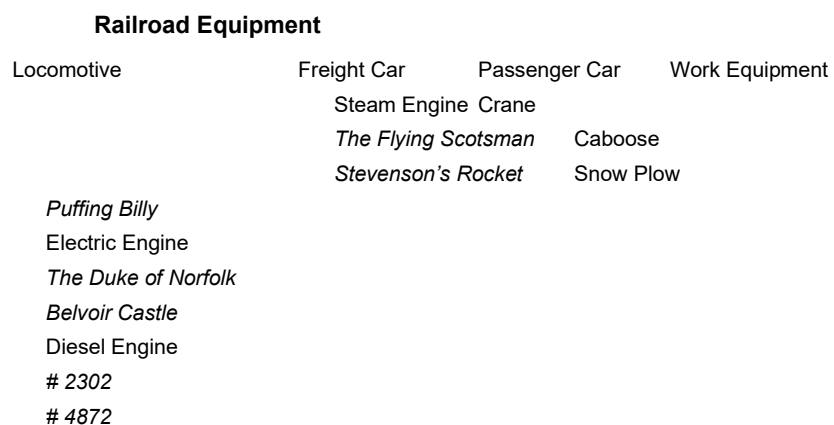 Railroad Equipment
Locomotive Freight Car Passenger Car Work Equipment
Steam Engine Crane
The Flying Scotsman Caboose
Stevenson's Rocket Snow Plow
Puffing Billy
Electric Engine
The Duke of Norfolk
Belvoir Castle
Diesel Engine
# 2302
# 4872